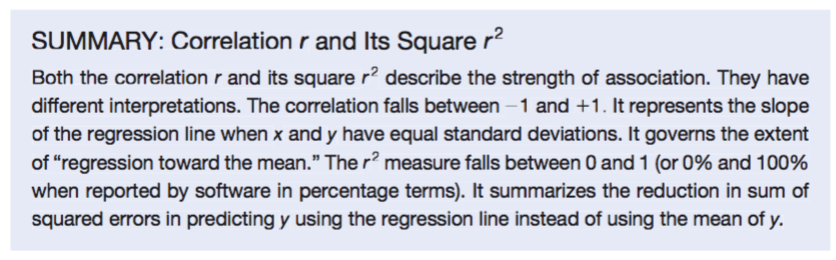 SUMMARY: Correlation r and Its Square r²
Both the correlation r and its square r² describe the strength of association. They have
different interpretations. The correlation falls between −1 and +1. It represents the slope
of the regression line when x and y have equal standard deviations. It governs the extent
of “regression toward the mean.” The r² measure falls between 0 and 1 (or 0% and 100%
when reported by software in percentage terms). It summarizes the reduction in sum of
squared errors in predicting y using the regression line instead of using the mean of y.